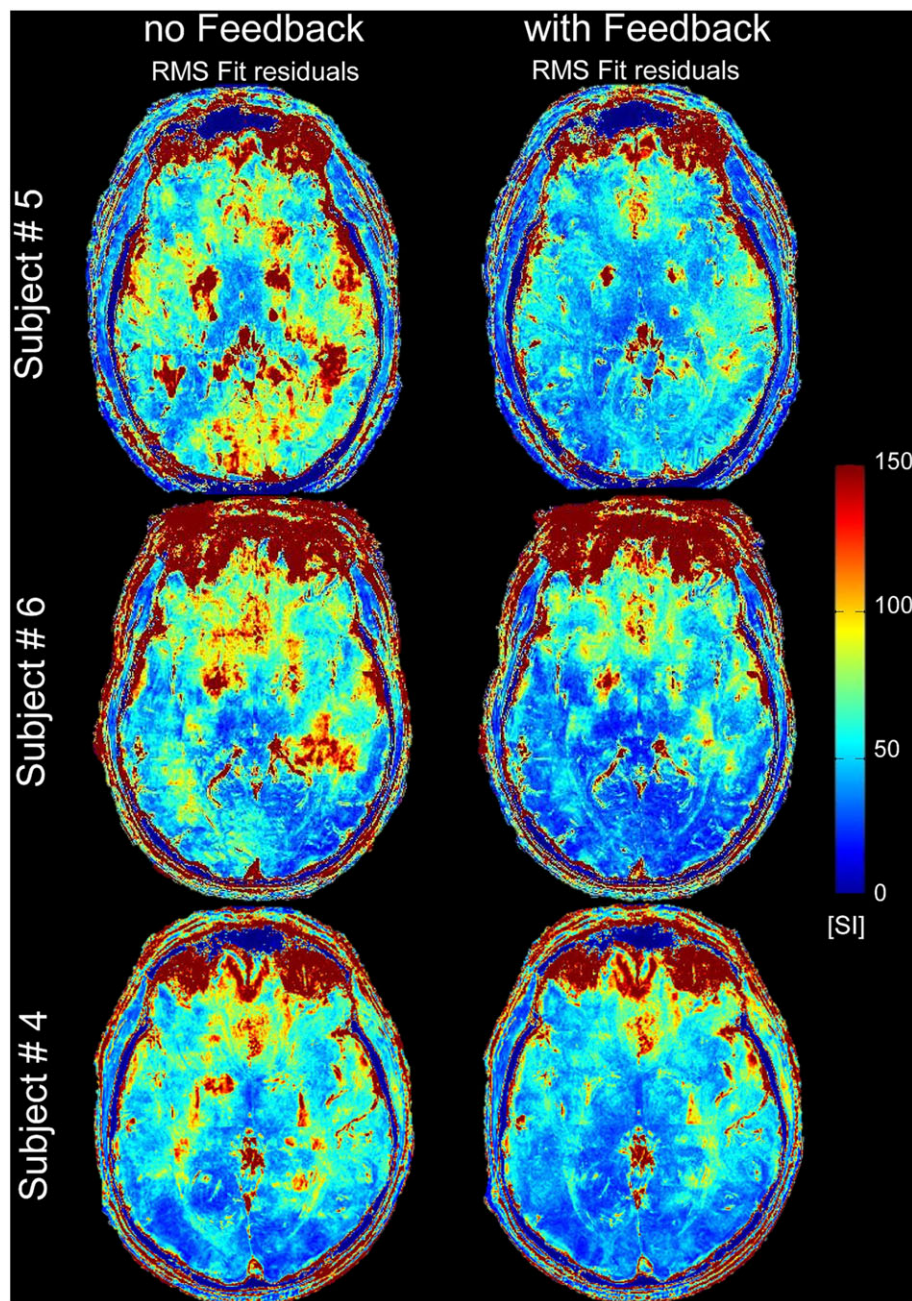 no Feedback
with Feedback
RMS Fit residuals
RMS Fit residuals
Subject # 5
Subject # 6
Subject # 4
150
100
50
0
[SI]